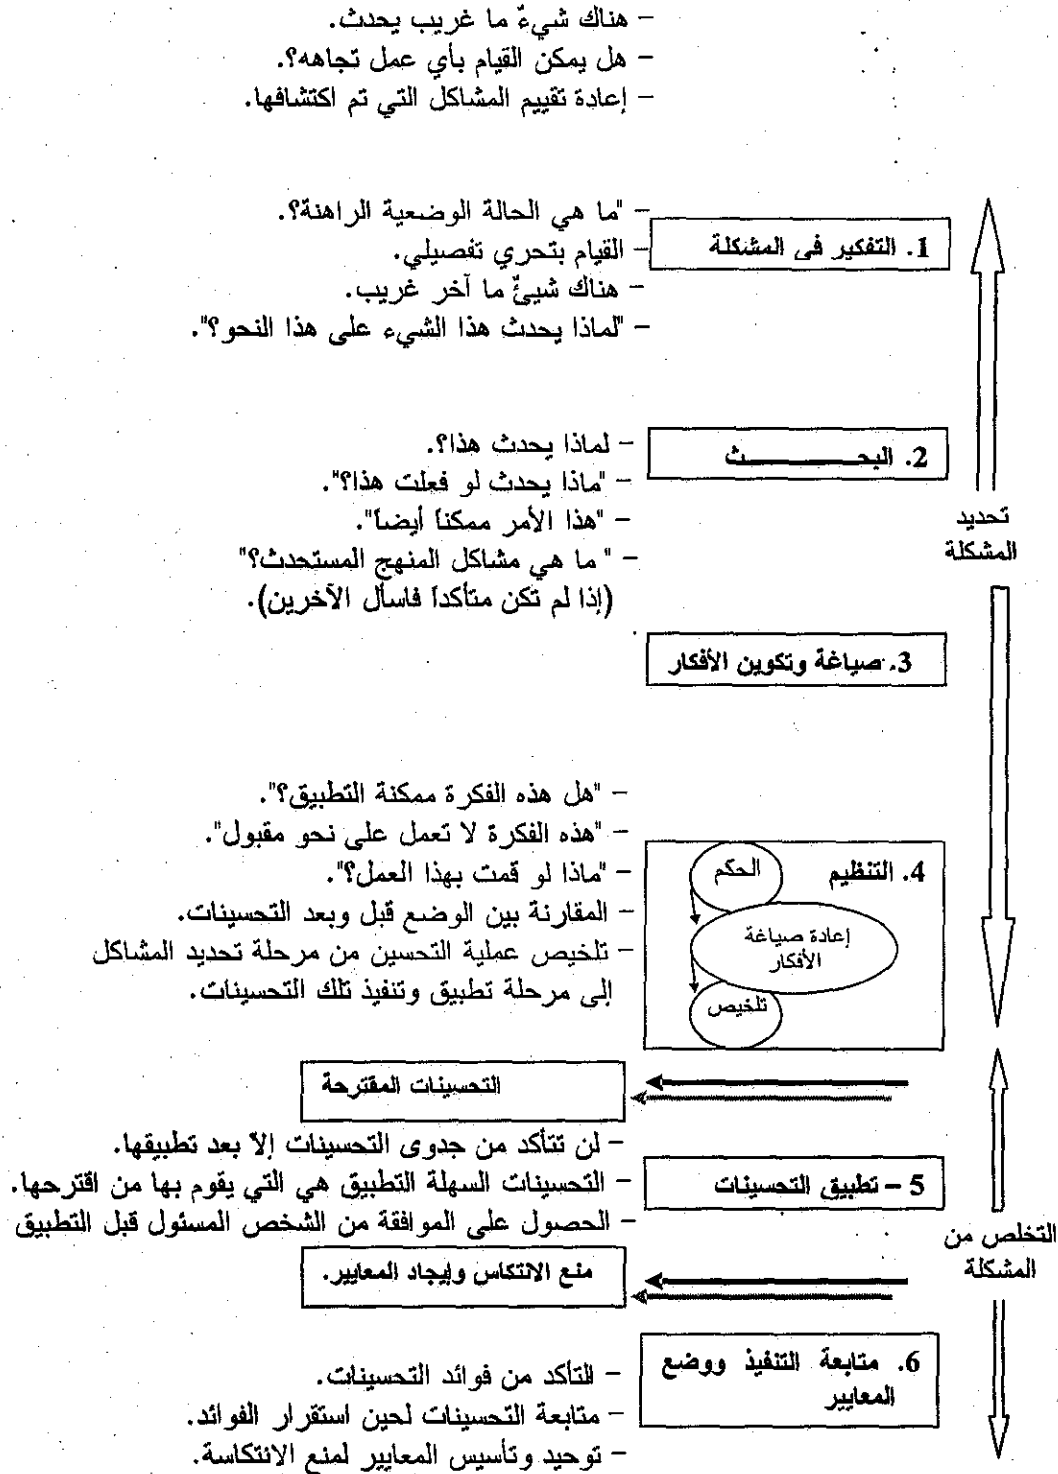 – هناك شيءٌ ما غريب يحدث.
– هل يمكن القيام بأي عمل تجاهه؟.
– إعادة تقييم المشاكل التي تم اكتشافها.
1. التفكير في المشكلة
– "ما هي الحالة الوضعية الراهنة؟.
– القيام بتحري تفصيلي.
– هناك شيئٌ ما آخر غريب.
– "لماذا يحدث هذا الشيء على هذا النحو؟".
2. البحـــــــــــــث
– لماذا يحدث هذا؟.
– "ماذا يحدث لو فعلت هذا؟".
– "هذا الأمر ممكناً أيضاً".
– " ما هي مشاكل المنهج المستحدث؟"
(إذا لم تكن متأكداً فاسأل الآخرين).
تحديد
المشكلة
3. صياغة وتكوين الأفكار
– "هل هذه الفكرة ممكنة التطبيق؟".
– "هذه الفكرة لا تعمل على نحو مقبول".
– "ماذا لو قمت بهذا العمل؟".
– المقارنة بين الوضع قبل وبعد التحسينات.
– تلخيص عملية التحسين من مرحلة تحديد المشاكل
إلى مرحلة تطبيق وتنفيذ تلك التحسينات.
4. التنظيم
الحكم
إعادة صياغة
الأفكار
تلخيص
التحسينات المقترحة
– لن تتأكد من جدوى التحسينات إلاّ بعد تطبيقها.
5 – تطبيق التحسينات
– التحسينات السهلة التطبيق هي التي يقوم بها من اقترحها.
– الحصول على الموافقة من الشخص المسئول قبل التطبيق
التخلص من
المشكلة
منع الانتكاس وإيجاد المعايير.
6. متابعة التنفيذ ووضع
المعايير
– التأكد من فوائد التحسينات.
– متابعة التحسينات لحين استقرار الفوائد.
– توحيد وتأسيس المعايير لمنع الانتكاسة.